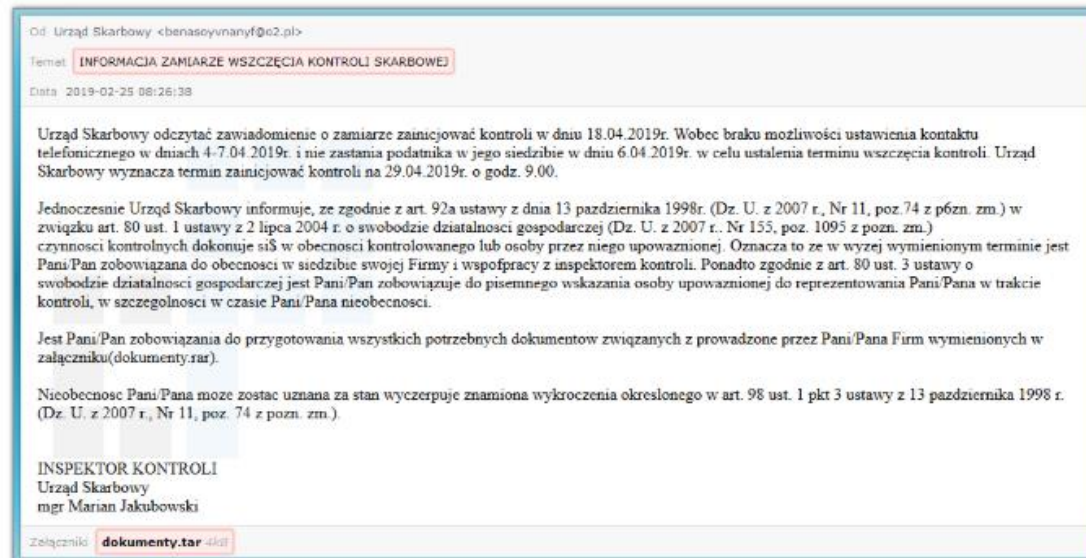 Od Urząd Skarbowy <benasoyvnanyf@o2.pl>
Temat INFORMACJA ZAMIARZE WSZCZĘCIA KONTROLI SKARBOWEJ
Data 2019-02-25 08:26:38
Urząd Skarbowy odczytać zawiadomienie o zamiarze zainicjować kontroli w dniu 18.04.2019r. Wobec braku możliwości ustawienia kontaktu
telefonicznego w dniach 4-7.04.2019r. i nie zastania podatnika w jego siedzibie w dniu 6.04.2019r. w celu ustalenia terminu wszczęcia kontroli. Urząd
Skarbowy wyznacza termin zainicjować kontroli na 29.04.2019r. o godz. 9.00.
Jednoczesnie Urząd Skarbowy informuje, ze zgodnie z art. 92a ustawy z dnia 13 pazdziernika 1998r. (Dz. U. z 2007 r., Nr 11, poz.74 z p6zn. zm.) w
związku art. 80 ust. 1 ustawy z 2 lipca 2004 r. o swobodzie dziatalnosci gospodarczej (Dz. U. z 2007 r.. Nr 155, poz. 1095 z pozn. zm.)
czynnosci kontrolnych dokonuje si$ w obecnosci kontrolowanego lub osoby przez niego upowaznionej. Oznacza to ze w wyzej wymienionym terminie jest
Pani/Pan zobowiązana do obecnosci w siedzibie swojej Firmy i wspofpracy z inspektorem kontroli. Ponadto zgodnie z art. 80 ust. 3 ustawy o
swobodzie dziatalnosci gospodarczej jest Pani/Pan zobowiązuje do pisemnego wskazania osoby upowaznionej do reprezentowania Pani/Pana w trakcie
kontroli, w szczegolnosci w czasie Pani/Pana nieobecnosci.
Jest Pani/Pan zobowiązania do przygotowania wszystkich potrzebnych dokumentow związanych z prowadzone przez Pani/Pana Firm wymienionych w
załączniku(dokumenty.rar).
Nieobecnosc Pani/Pana moze zostac uznana za stan wyczerpuje znamiona wykroczenia okreslonego w art. 98 ust. 1 pkt 3 ustawy z 13 pazdziernika 1998 r.
(Dz. U. z 2007 r., Nr 11, poz. 74 z pozn. zm.).
INSPEKTOR KONTROLI
Urząd Skarbowy
mgr Marian Jakubowski
Załączniki dokumenty.tar